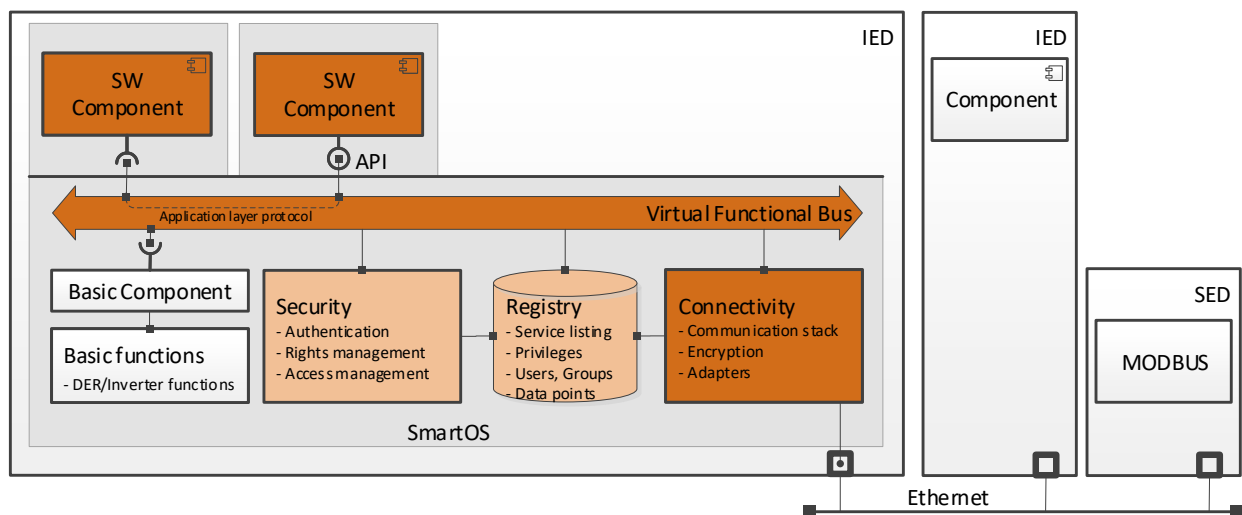 IED
SW
Component
SW
Component
API
Application layer protocol
Virtual Functional Bus
Basic Component
Basic functions
- DER/Inverter functions
Security
- Authentication
- Rights management
- Access management
Registry
- Service listing
- Privileges
- Users, Groups
- Data points
Connectivity
- Communication stack
- Encryption
- Adapters
SmartOS
IED
Component
SED
MODBUS
Ethernet